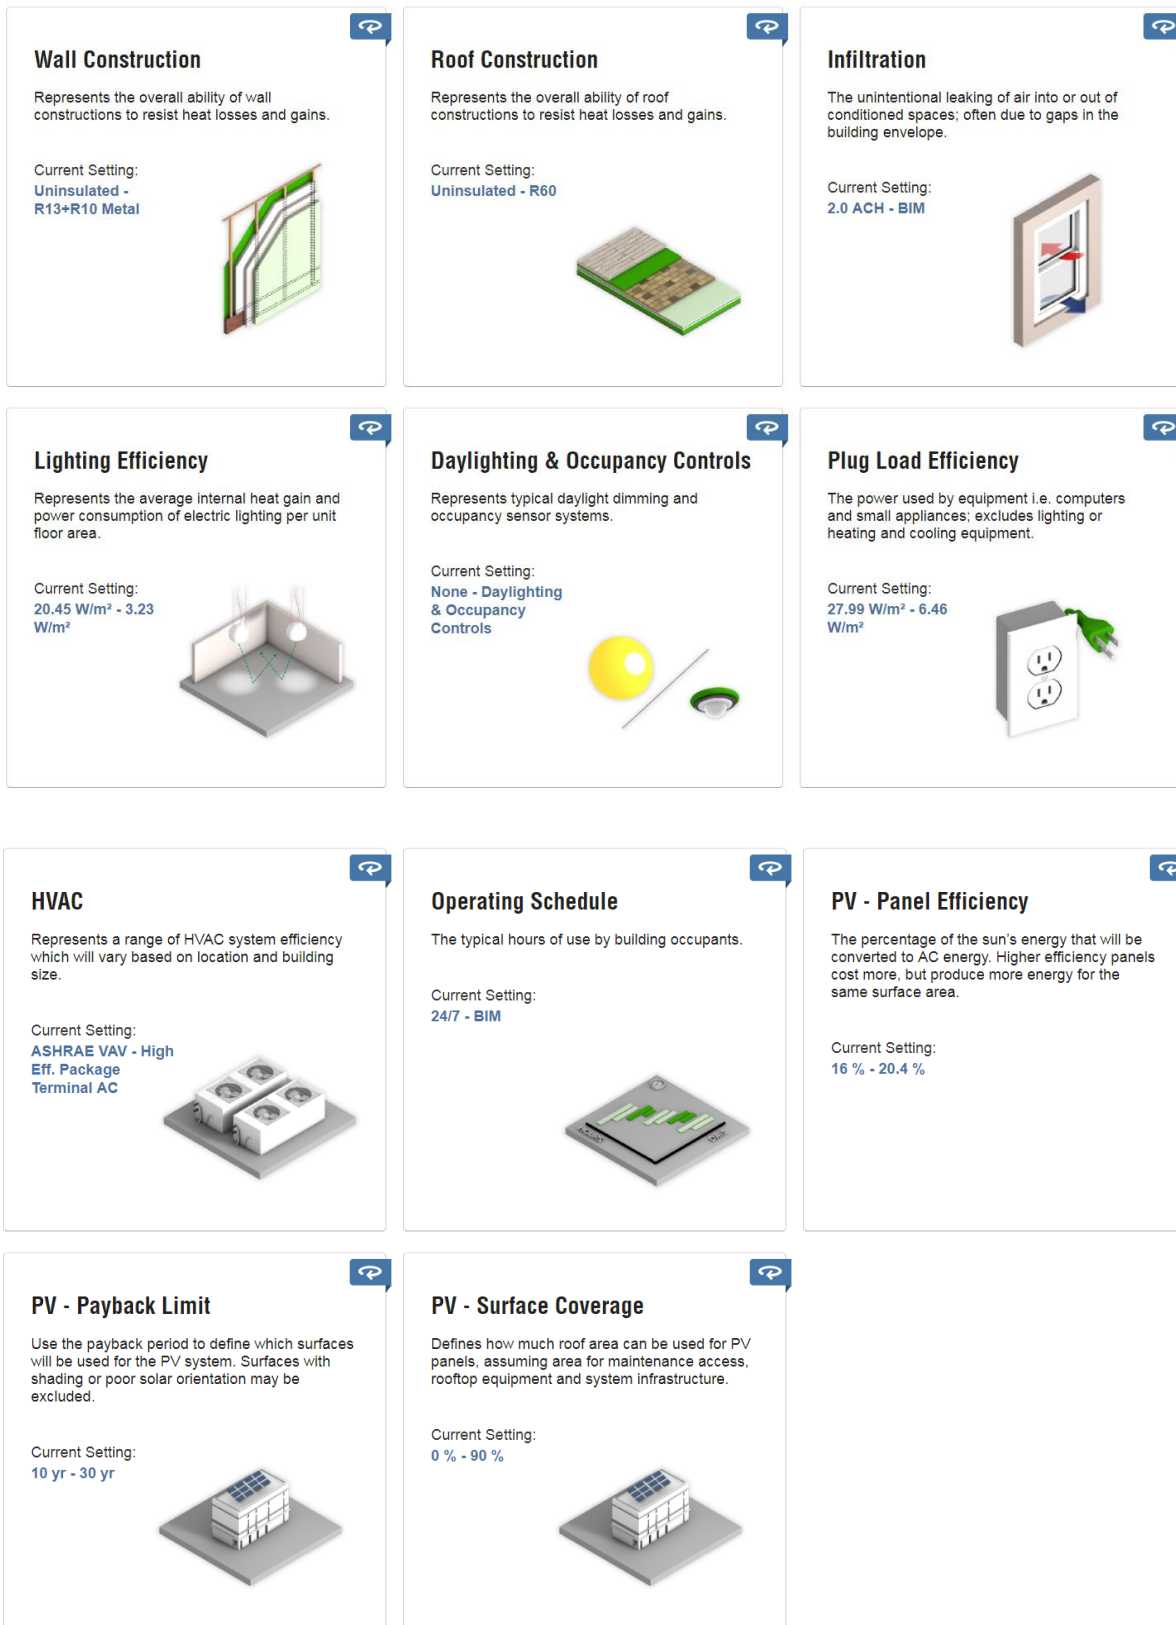 Wall Construction
Represents the overall ability of wall
constructions to resist heat losses and gains.
Current Setting:
Uninsulated -
R13+R10 Metal
Roof Construction
Represents the overall ability of roof
constructions to resist heat losses and gains.
Current Setting:
Uninsulated - R60
Infiltration
The unintentional leaking of air into or out of
conditioned spaces; often due to gaps in the
building envelope.
Current Setting:
2.0 ACH - BIM
Lighting Efficiency
Represents the average internal heat gain and
power consumption of electric lighting per unit
floor area.
Current Setting:
20.45 W/m² - 3.23
W/m²
Daylighting & Occupancy Controls
Represents typical daylight dimming and
occupancy sensor systems.
Current Setting:
None - Daylighting
& Occupancy
Controls
Plug Load Efficiency
The power used by equipment i.e. computers
and small appliances; excludes lighting or
heating and cooling equipment.
Current Setting:
27.99 W/m² - 6.46
W/m²
HVAC
Represents a range of HVAC system efficiency
which will vary based on location and building
size.
Current Setting:
ASHRAE VAV - High
Eff. Package
Terminal AC
Operating Schedule
The typical hours of use by building occupants.
Current Setting:
24/7 - BIM
PV - Panel Efficiency
The percentage of the sun's energy that will be
converted to AC energy. Higher efficiency panels
cost more, but produce more energy for the
same surface area.
Current Setting:
16 % - 20.4 %
PV - Payback Limit
Use the payback period to define which surfaces
will be used for the PV system. Surfaces with
shading or poor solar orientation may be
excluded.
Current Setting:
10 yr - 30 yr
PV - Surface Coverage
Defines how much roof area can be used for PV
panels, assuming area for maintenance access,
rooftop equipment and system infrastructure.
Current Setting:
0 % - 90 %